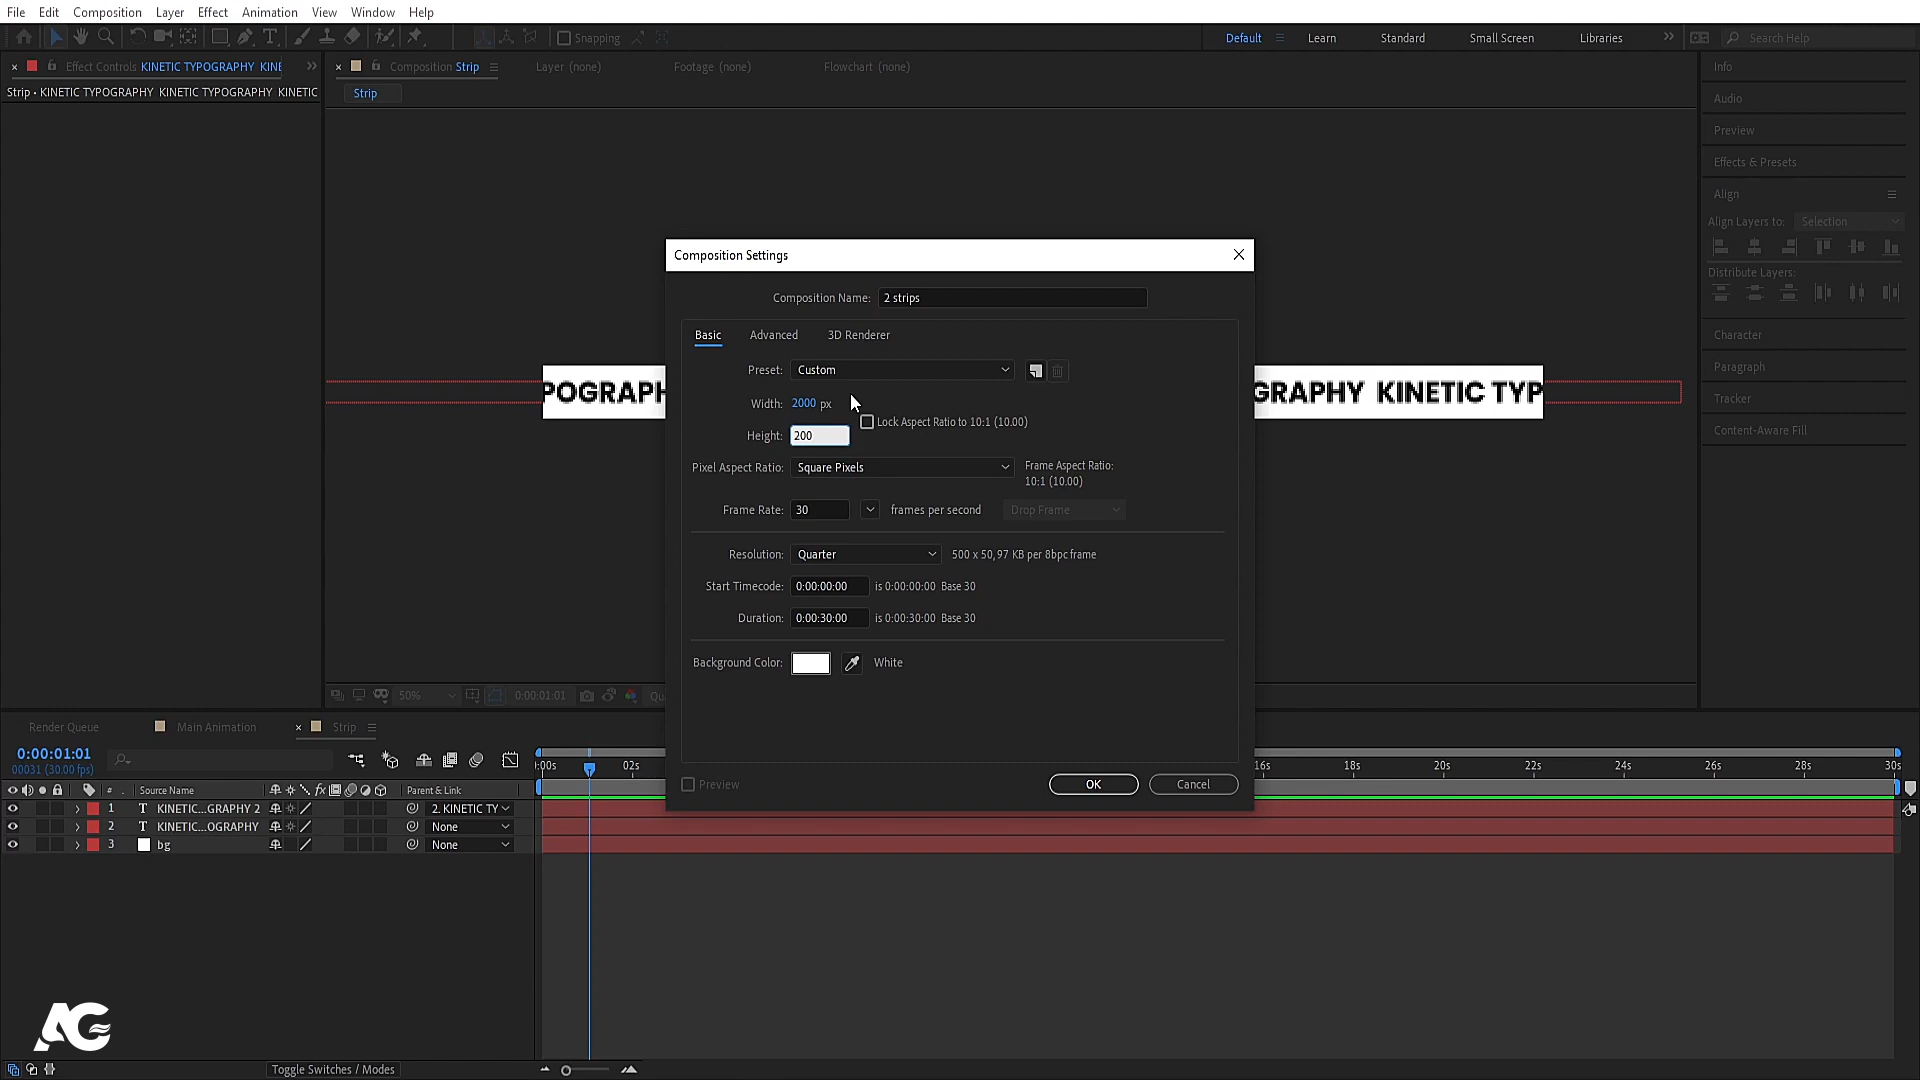 File Edit Composition Layer Effect Animation View Window Help
Snapping
Default Learn Standard Small Screen Libraries Search Help
Effect Controls KINETIC TYPOGRAPHY KINE
Strip • KINETIC TYPOGRAPHY KINETIC TYPOGRAPHY KINETIC
Composition Strip Layer (none) Footage (none) Flowchart (none)
Strip
Info
Audio
Preview
Effects & Presets
Align
Align Layers to: Selection
Distribute Layers:
Character
Paragraph
Tracker
Content-Aware Fill
POGRAPH GRAPHY KINETIC TYP
Composition Settings
Composition Name: 2 strips
Basic Advanced 3D Renderer
Preset: Custom
Width: 2000 px
Lock Aspect Ratio to 10:1 (10.00)
Height: 200
Pixel Aspect Ratio: Square Pixels
Frame Aspect Ratio:
10:1 (10.00)
Frame Rate: 30 frames per second Drop Frame
Resolution: Quarter 500 x 50, 97 KB per 8bpc frame
Start Timecode: 0:00:00:00 is 0:00:00:00 Base 30
Duration: 0:00:30:00 is 0:00:30:00 Base 30
Background Color: White
Preview OK Cancel
50% 0:00:01:01 Qu
Render Queue Main Animation Strip
0:00:01:01
00031 (30.00 fps)
):00s 02s 16s 18s 20s 22s 24s 26s 28s 30s
# . Source Name fx Parent & Link
1 T KINETIC...GRAPHY 2 2. KINETIC TY
2 T KINETIC...OGRAPHY None
3 bg None
AG
Toggle Switches / Modes